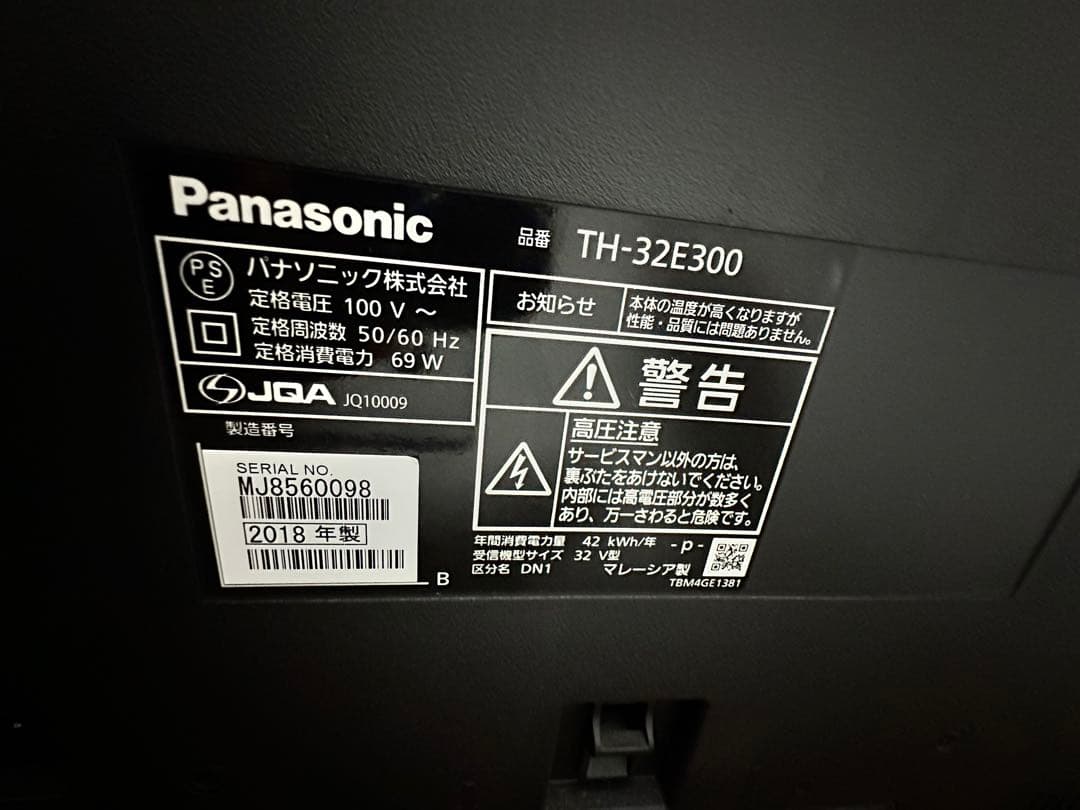 Panasonic
品番 TH-32E300
PSE
パナソニック株式会社
定格電圧 100 V ～
定格周波数 50/60 Hz
定格消費電力 69 W
JQA JQ10009
製造番号
SERIAL NO.
MJ8560098
2018 年製
B
お知らせ
本体の温度が高くなりますが
性能・品質には問題ありません。
警告
高圧注意
サービスマン以外の方は、
裏ぶたをあけないでください。
内部には高電圧部分が数多く
あり、万一さわると危険です。
年間消費電力量 42 kWh/年 -p-
受信機型サイズ 32 V型
区分名 DN1 マレーシア製
TBM4GE1381